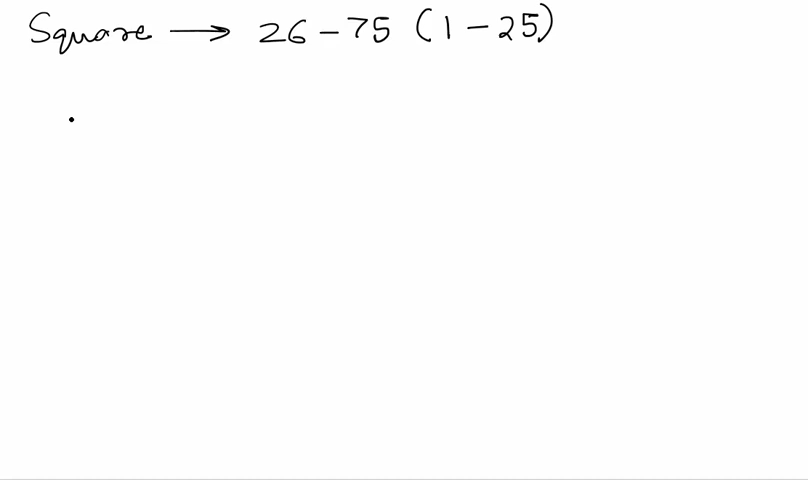 Square → 26 – 75 (1 – 25)